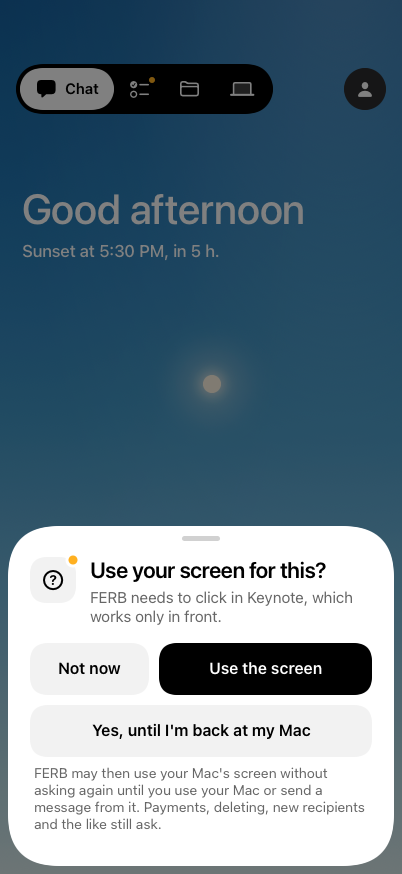 Chat
Good afternoon
Sunset at 5:30 PM, in 5 h.
Use your screen for this?
FERB needs to click in Keynote, which
works only in front.
Not now
Use the screen
Yes, until I'm back at my Mac
FERB may then use your Mac's screen without
asking again until you use your Mac or send a
message from it. Payments, deleting, new recipients
and the like still ask.